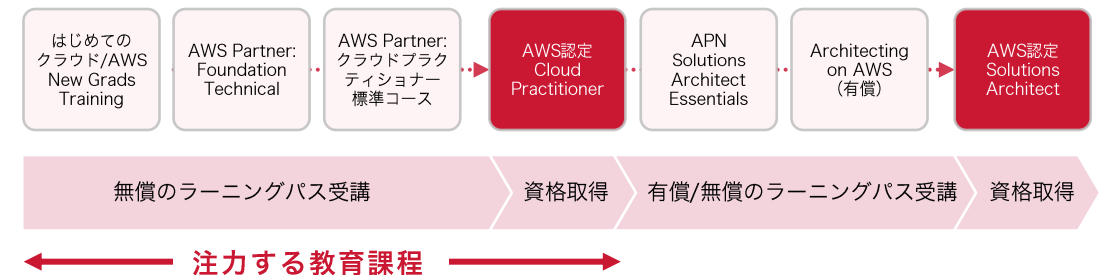 はじめての
クラウド/AWS
New Grads
Training
AWS Partner:
Foundation
Technical
AWS Partner:
クラウドプラク
ティショナー
標準コース
AWS認定
Cloud
Practitioner
APN
Solutions
Architect
Essentials
Architecting
on AWS
（有償）
AWS認定
Solutions
Architect
無償のラーニングパス受講
資格取得
有償/無償のラーニングパス受講
資格取得
注力する教育課程